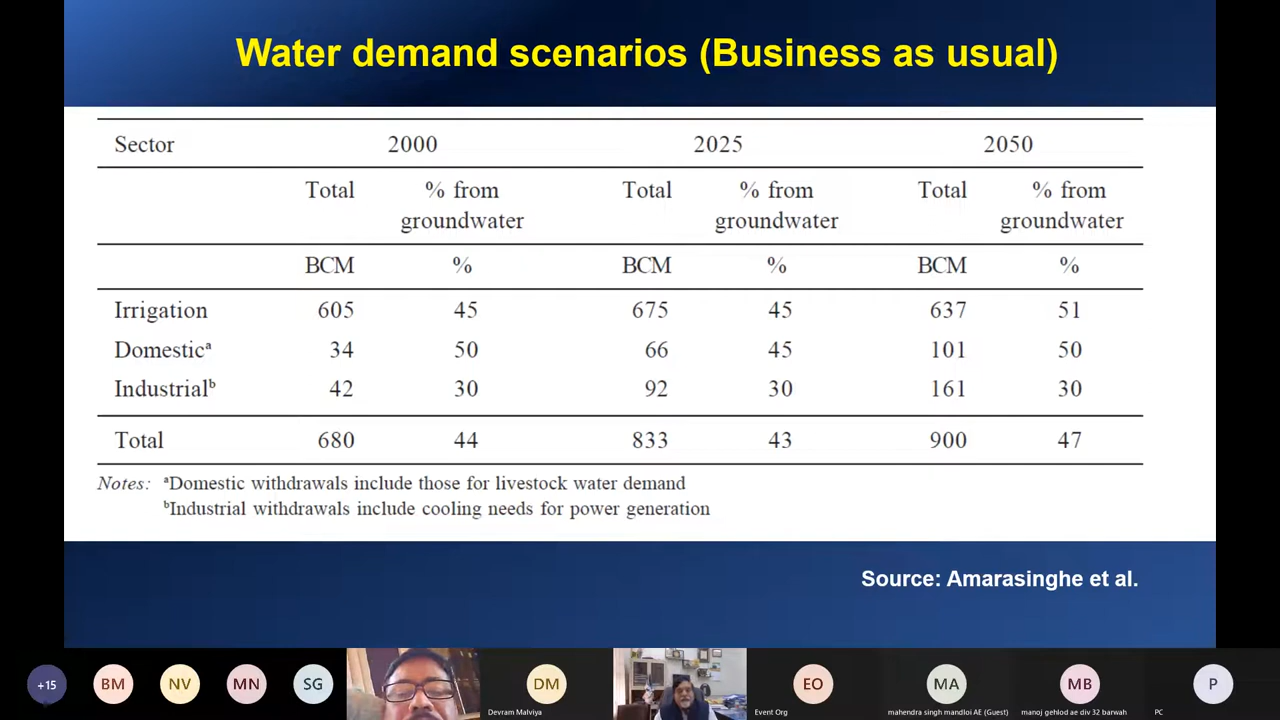 Water demand scenarios (Business as usual)
Sector 2000 2025 2050
Total % from groundwater Total % from groundwater Total % from groundwater
BCM % BCM % BCM %
Irrigation 605 45 675 45 637 51
Domesticᵃ 34 50 66 45 101 50
Industrialᵇ 42 30 92 30 161 30
Total 680 44 833 43 900 47
Notes: ᵃDomestic withdrawals include those for livestock water demand
ᵇIndustrial withdrawals include cooling needs for power generation
Source: Amarasinghe et al.
+15 BM NV MN SG DM EO MA MB P
Devram Malviya Event Org mahendra singh mandloi AE (Guest) manoj gehlod ae div 32 barwah PC